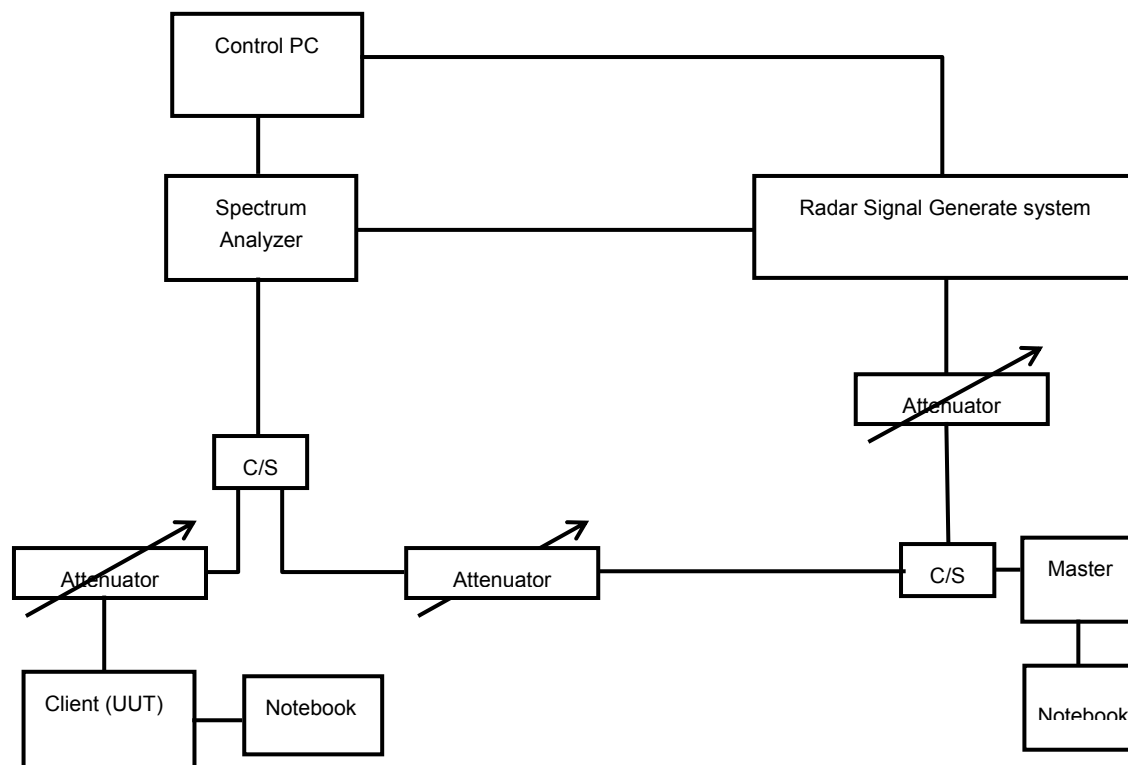 Control PC
Spectrum
Analyzer
Radar Signal Generate system
Attenuator
C/S
Attenuator
Attenuator
C/S
Master
Client (UUT)
Notebook
Notebook